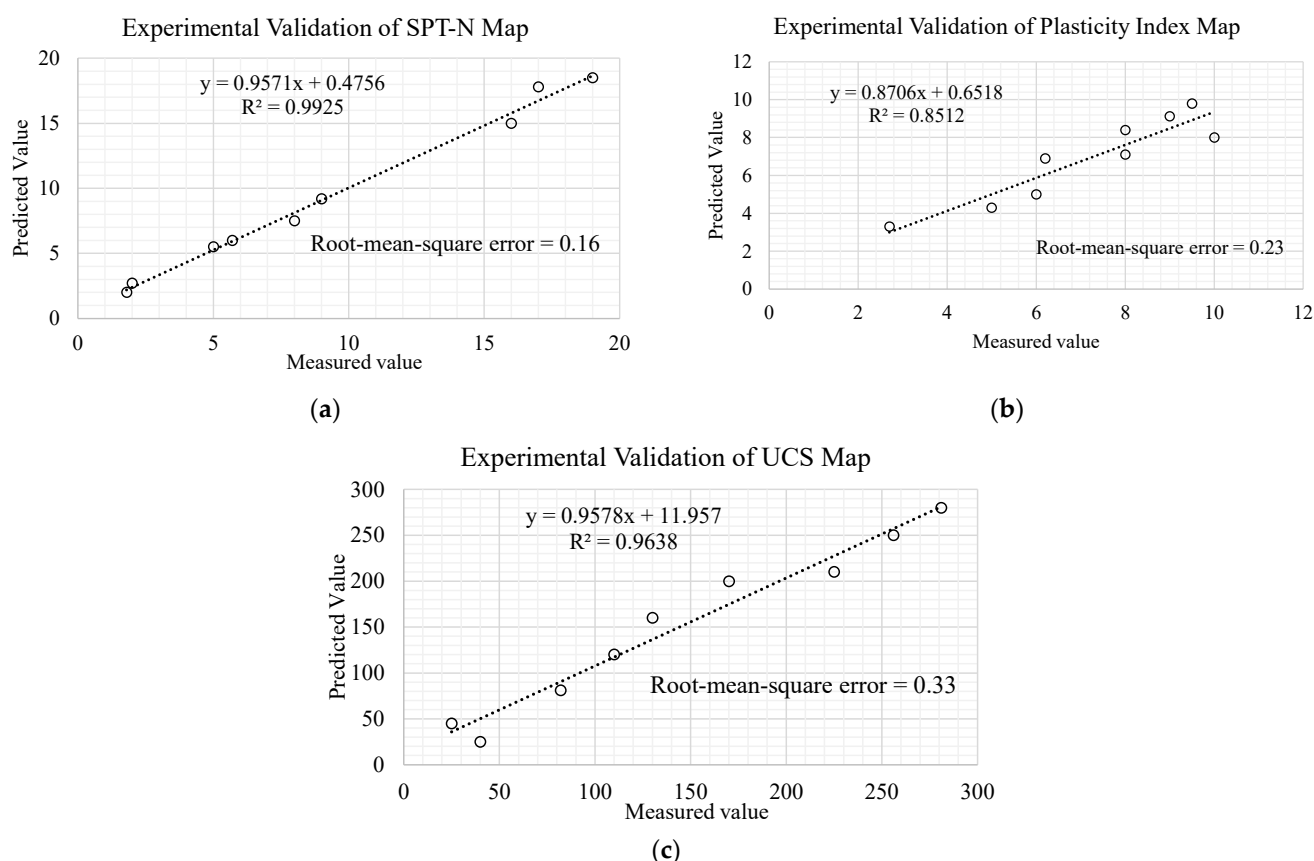 Experimental Validation of SPT-N Map
20
y = 0.9571x + 0.4756
R² = 0.9925
15
Predicted Value
10
Root-mean-square error = 0.16
5
0
0 5 10 15 20
Measured value
(a)
Experimental Validation of Plasticity Index Map
12
y = 0.8706x + 0.6518
10
R² = 0.8512
8
Predicted Value
6
4
2
Root-mean-square error = 0.23
0
0 2 4 6 8 10 12
Measured value
(b)
Experimental Validation of UCS Map
300
y = 0.9578x + 11.957
250
R² = 0.9638
200
Predicted Value
150
100
Root-mean-square error = 0.33
50
0
0 50 100 150 200 250 300
Measured value
(c)